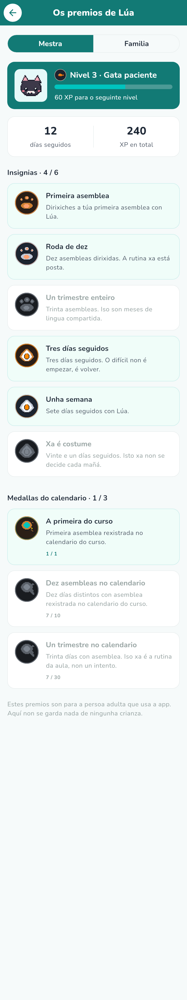 Os premios de Lúa
Mestra
Familia
Nivel 3 · Gata paciente
60 XP para o seguinte nivel
12
días seguidos
240
XP en total
Insignias · 4 / 6
Primeira asemblea
Dirixiches a túa primeira asemblea con
Lúa.
Roda de dez
Dez asembleas dirixidas. A rutina xa está
posta.
Un trimestre enteiro
Trinta asembleas. Iso son meses de
lingua compartida.
Tres días seguidos
Tres días seguidos. O difícil non é
empezar, é volver.
Unha semana
Sete días seguidos con Lúa.
Xa é costume
Vinte e un días seguidos. Isto xa non se
decide cada mañá.
Medallas do calendario · 1 / 3
A primeira do curso
Primeira asemblea rexistrada no
calendario do curso.
1 / 1
Dez asembleas no calendario
Dez días distintos con asemblea
rexistrada no calendario do curso.
7 / 10
Un trimestre no calendario
Trinta días con asemblea. Iso xa é a rutina
da aula, non un intento.
7 / 30
Estes premios son para a persoa adulta que usa a app.
Aquí non se garda nada de ningunha crianza.